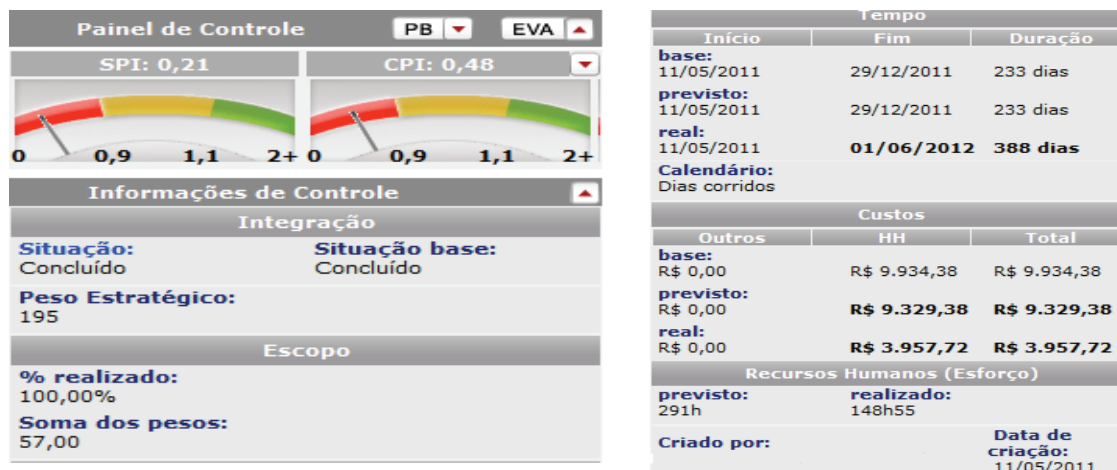 Painel de Controle PB EVA
SPI: 0,21 CPI: 0,48
0 0,9 1,1 2+ 0 0,9 1,1 2+
Informações de Controle
Integração
Situação: Situação base:
Concluído Concluído
Peso Estratégico:
195
Escopo
% realizado:
100,00%
Soma dos pesos:
57,00
Tempo
Início Fim Duração
base:
11/05/2011 29/12/2011 233 dias
previsto:
11/05/2011 29/12/2011 233 dias
real:
11/05/2011 01/06/2012 388 dias
Calendário:
Dias corridos
Custos
Outros HH Total
base:
R$ 0,00 R$ 9.934,38 R$ 9.934,38
previsto:
R$ 0,00 R$ 9.329,38 R$ 9.329,38
real:
R$ 0,00 R$ 3.957,72 R$ 3.957,72
Recursos Humanos (Esforço)
previsto: realizado:
291h 148h55
Criado por: Data de
criação:
11/05/2011